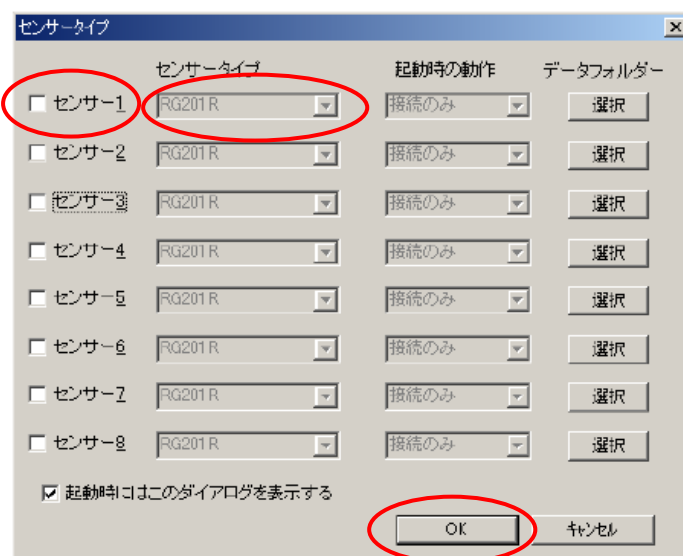 センサータイプ
センサータイプ 起動時の動作 データフォルダー
センサー1 RG201R 接続のみ 選択
センサー2 RG201R 接続のみ 選択
センサー3 RG201R 接続のみ 選択
センサー4 RG201R 接続のみ 選択
センサー5 RG201R 接続のみ 選択
センサー6 RG201R 接続のみ 選択
センサー7 RG201R 接続のみ 選択
センサー8 RG201R 接続のみ 選択
起動時にはこのダイアログを表示する
OK キャンセル